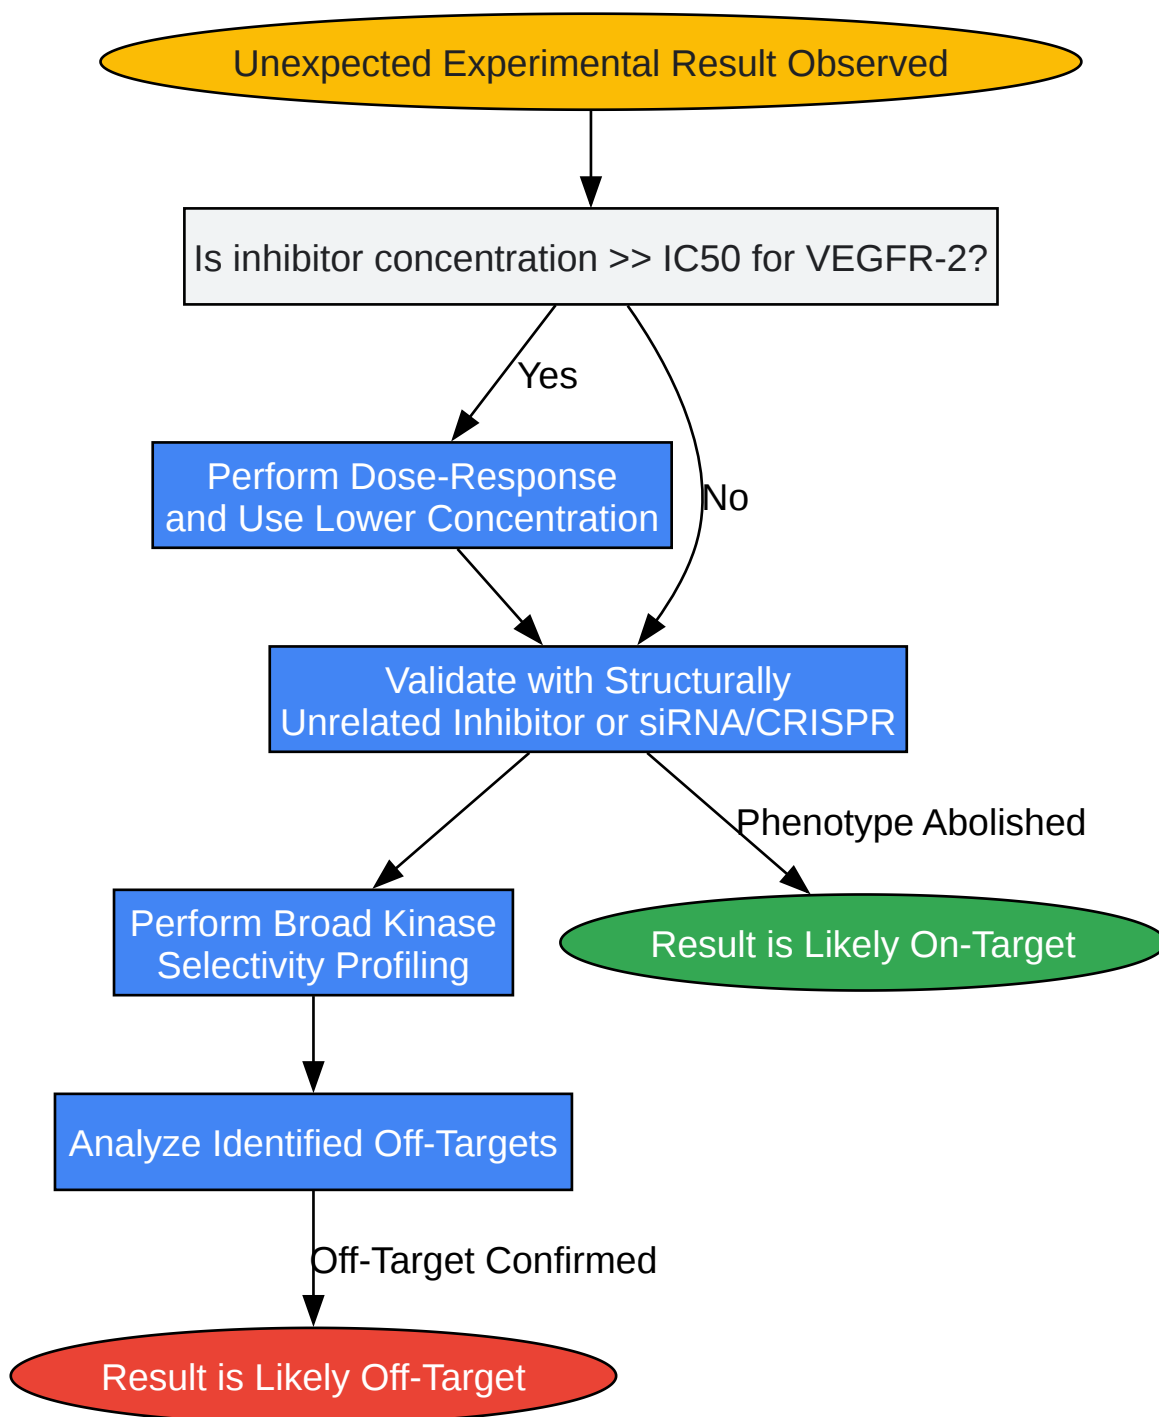 Unexpected Experimental Result Observed
Is inhibitor concentration >> IC50 for VEGFR-2?
Yes
Perform Dose-Response
and Use Lower Concentration
No
Validate with Structurally
Unrelated Inhibitor or siRNA/CRISPR
Phenotype Abolished
Perform Broad Kinase
Selectivity Profiling
Result is Likely On-Target
Analyze Identified Off-Targets
Off-Target Confirmed
Result is Likely Off-Target